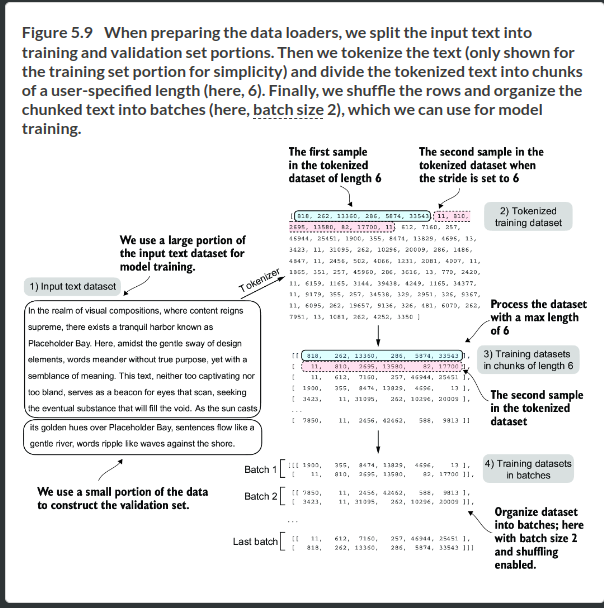 Figure 5.9 When preparing the data loaders, we split the input text into
training and validation set portions. Then we tokenize the text (only shown for
the training set portion for simplicity) and divide the tokenized text into chunks
of a user-specified length (here, 6). Finally, we shuffle the rows and organize the
chunked text into batches (here, batch size 2), which we can use for model
training.
The first sample
in the tokenized
dataset of length 6
The second sample in the
tokenized dataset when
the stride is set to 6
[ 818, 262, 13360, 286, 5874, 33543, 11, 810,
2695, 13580, 82, 17700, 11, 612, 7160, 257,
46944, 25451, 1900, 355, 8474, 13829, 4696, 13,
3423, 11, 31095, 262, 10296, 20009, 286, 1486,
4847, 11, 2456, 502, 4066, 1231, 2081, 4007, 11,
1865, 351, 257, 45960, 286, 3616, 13, 770, 2420,
11, 6159, 1165, 3144, 39438, 4249, 1165, 34377,
11, 9179, 355, 257, 34538, 329, 2951, 326, 9367,
11, 6095, 262, 19657, 9136, 326, 481, 6070, 262,
7951, 13, 1081, 262, 4252, 3350 ]
2) Tokenized
training dataset
We use a large portion of
the input text dataset for
model training.
Tokenizer
1) Input text dataset
In the realm of visual compositions, where content reigns
supreme, there exists a tranquil harbor known as
Placeholder Bay. Here, amidst the gentle sway of design
elements, words meander without true purpose, yet with a
semblance of meaning. This text, neither too captivating nor
too bland, serves as a beacon for eyes that scan, seeking
the eventual substance that will fill the void. As the sun casts
its golden hues over Placeholder Bay, sentences flow like a
gentle river, words ripple like waves against the shore.
We use a small portion of the data
to construct the validation set.
Process the dataset
with a max length
of 6
[[ 818, 262, 13360, 286, 5874, 33543 ],
[ 11, 810, 2695, 13580, 82, 17700 ],
[ 11, 612, 7160, 257, 46944, 25451 ],
[ 1900, 355, 8474, 13829, 4696, 13 ],
[ 3423, 11, 31095, 262, 10296, 20009 ],
...
[ 7850, 11, 2456, 42462, 588, 9813 ]]
3) Training datasets
in chunks of length 6
The second sample
in the tokenized
dataset
Batch 1
[[[ 1900, 355, 8474, 13829, 4696, 13 ],
[ 11, 810, 2695, 13580, 82, 17700 ]],
Batch 2
[[ 7850, 11, 2456, 42462, 588, 9813 ],
[ 3423, 11, 31095, 262, 10296, 20009 ]],
...
Last batch
[[ 11, 612, 7160, 257, 46944, 25451 ],
[ 818, 262, 13360, 286, 5874, 33543 ]]]
4) Training datasets
in batches
Organize dataset
into batches; here
with batch size 2
and shuffling
enabled.